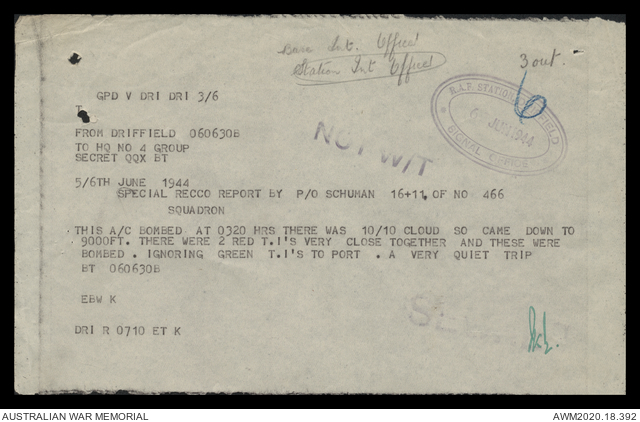 Base Int. Office
Station Int Office
3 out.
6
GPD V DRI DRI 3/6
T
R.A.F. STATION DRIFFIELD
JUN 1944
SIGNAL OFFICE
FROM DRIFFIELD 060630B
TO HQ NO 4 GROUP
SECRET QQX BT
NOT W/T
5/6TH JUNE 1944
SPECIAL RECCO REPORT BY P/O SCHUMAN 16+11, OF NO 466
SQUADRON
THIS A/C BOMBED AT 0320 HRS THERE WAS 10/10 CLOUD SO CAME DOWN TO
9000FT. THERE WERE 2 RED T.I'S VERY CLOSE TOGETHER AND THESE WERE
BOMBED . IGNORING GREEN T.I'S TO PORT . A VERY QUIET TRIP
BT 060630B
EBW K
DRI R 0710 ET K
AUSTRALIAN WAR MEMORIAL
AWM2020.18.392